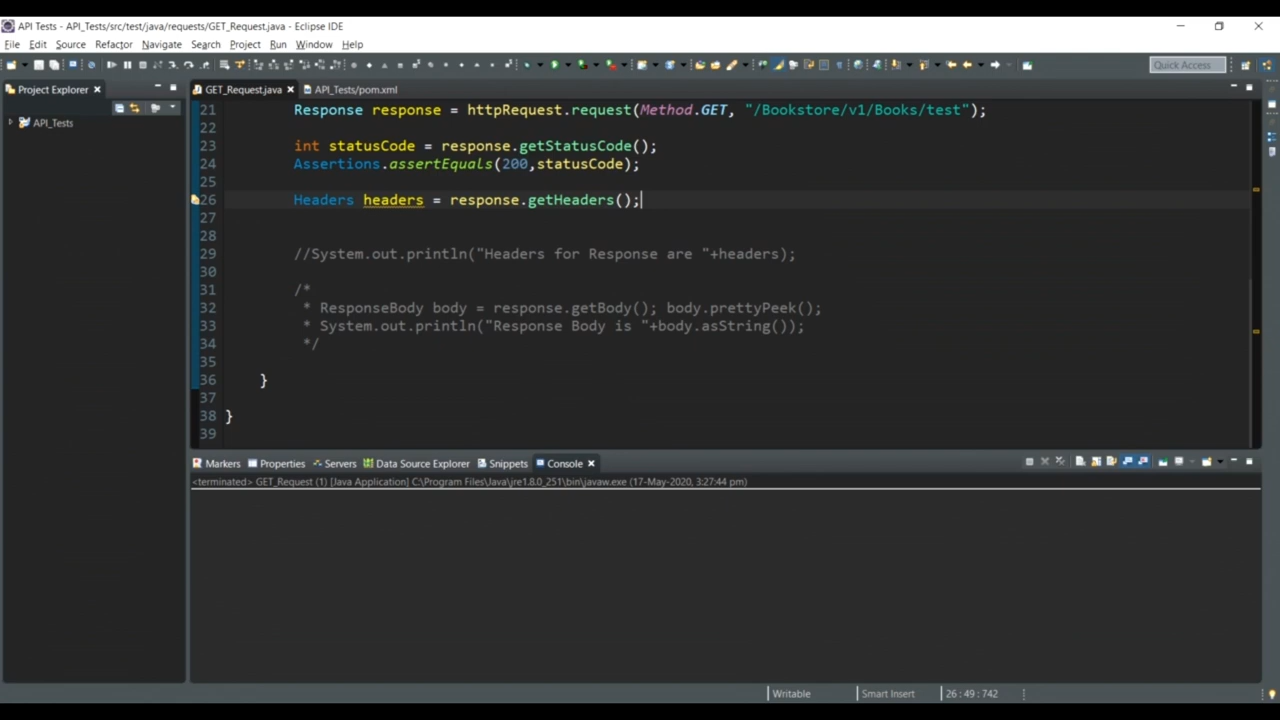 API Tests - API_Tests/src/test/java/requests/GET_Request.java - Eclipse IDE
File Edit Source Refactor Navigate Search Project Run Window Help
Quick Access
Project Explorer
GET_Request.java API_Tests/pom.xml
API_Tests
21 Response response = httpRequest.request(Method.GET, "/Bookstore/v1/Books/test");
22
23 int statusCode = response.getStatusCode();
24 Assertions.assertEquals(200,statusCode);
25
26 Headers headers = response.getHeaders();
27
28
29 //System.out.println("Headers for Response are "+headers);
30
31 /*
32 * ResponseBody body = response.getBody(); body.prettyPeek();
33 * System.out.println("Response Body is "+body.asString());
34 */
35
36 }
37
38 }
39
Markers Properties Servers Data Source Explorer Snippets Console
<terminated> GET_Request (1) [Java Application] C:\Program Files\Java\jre1.8.0_251\bin\javaw.exe (17-May-2020, 3:27:44 pm)
Writable Smart Insert 26 : 49 : 742